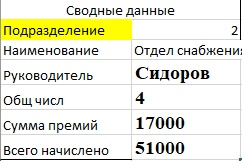 Сводные данные
Подразделение 2
Наименование Отдел снабжения
Руководитель Сидоров
Общ числ 4
Сумма премий 17000
Всего начислено 51000